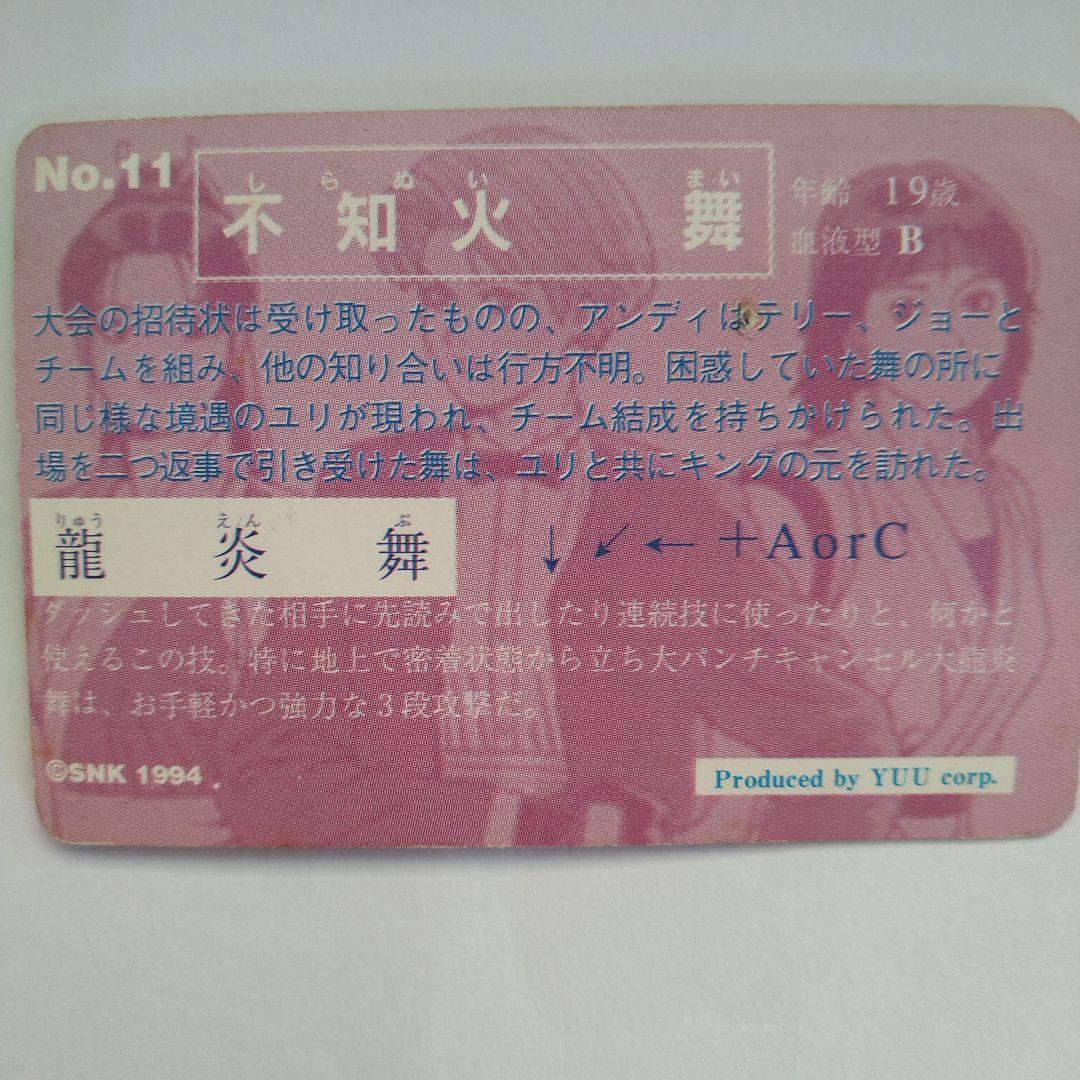 No.11
しらぬい まい
不知火 舞
年齢 19歳
血液型 B
大会の招待状は受け取ったものの、アンディはテリー、ジョーと
チームを組み、他の知り合いは行方不明。困惑していた舞の所に
同じ様な境遇のユリが現われ、チーム結成を持ちかけられた。出
場を二つ返事で引き受けた舞は、ユリと共にキングの元を訪れた。
りゅう えん ぶ
龍炎舞 ↓↙← +AorC
ダッシュしてきた相手に先読みで出したり連続技に使ったりと、何かと
使えるこの技。特に地上で密着状態から立ち大パンチキャンセル大龍炎
舞は、お手軽かつ強力な3段攻撃だ。
©SNK 1994.
Produced by YUU corp.